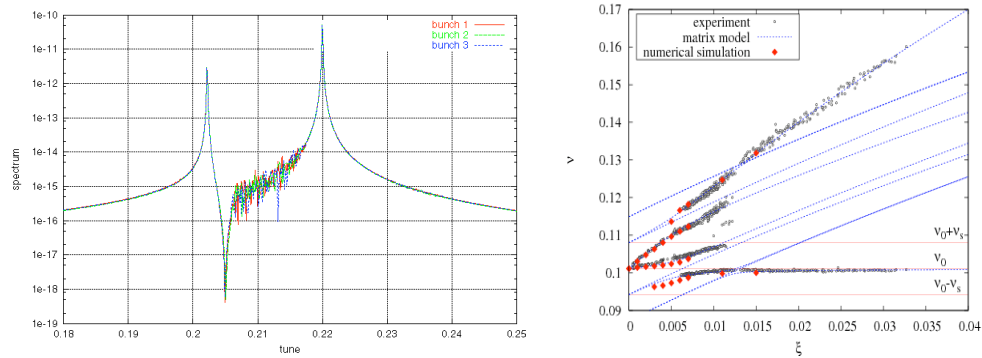 1e-10
1e-11
1e-12
1e-13
1e-14
1e-15
1e-16
1e-17
1e-18
1e-19
spectrum
bunch 1
bunch 2
bunch 3
0.18 0.19 0.2 0.21 0.22 0.23 0.24 0.25
tune
0.17
0.16
0.15
0.14
0.13
0.12
0.11
0.1
0.09
ν
experiment
matrix model
numerical simulation
ν0+νs
ν0
ν0-νs
0 0.005 0.01 0.015 0.02 0.025 0.03 0.035 0.04
ξ